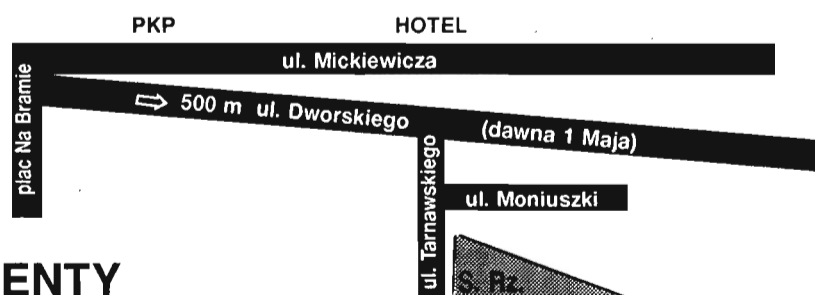 PKP HOTEL
ul. Mickiewicza
plac Na Bramie
500 m ul. Dworskiego (dawna 1 Maja)
ul. Tarnawskiego
ul. Moniuszki
ENTY
S. Rz.